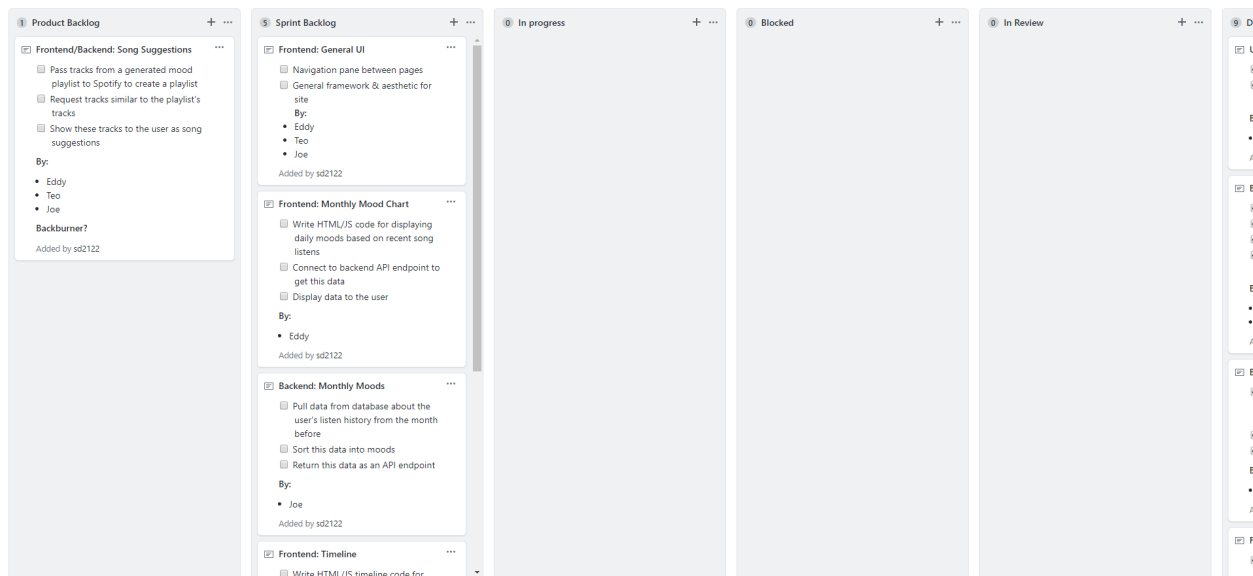 1 Product Backlog
Frontend/Backend: Song Suggestions
Pass tracks from a generated mood
playlist to Spotify to create a playlist
Request tracks similar to the playlist's
tracks
Show these tracks to the user as song
suggestions
By:
Eddy
Teo
Joe
Backburner?
Added by sd2122
5 Sprint Backlog
Frontend: General UI
Navigation pane between pages
General framework & aesthetic for
site
By:
Eddy
Teo
Joe
Added by sd2122
Frontend: Monthly Mood Chart
Write HTML/JS code for displaying
daily moods based on recent song
listens
Connect to backend API endpoint to
get this data
Display data to the user
By:
Eddy
Added by sd2122
Backend: Monthly Moods
Pull data from database about the
user's listen history from the month
before
Sort this data into moods
Return this data as an API endpoint
By:
Joe
Added by sd2122
Frontend: Timeline
Write HTML/JS timeline code for
0 In progress
0 Blocked
0 In Review
9